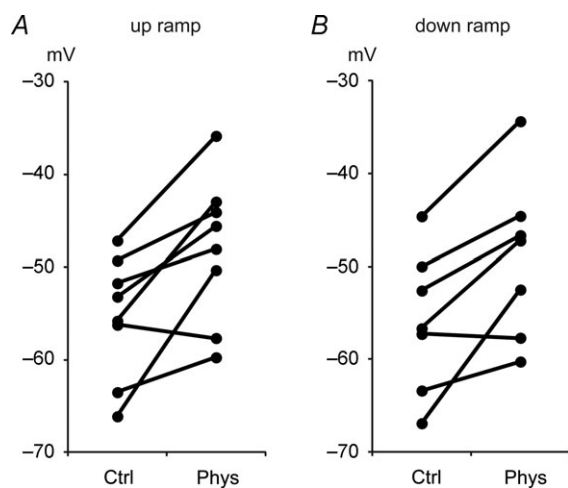 A up ramp
mV
–30
–40
–50
–60
–70
Ctrl Phys
B down ramp
mV
–30
–40
–50
–60
–70
Ctrl Phys